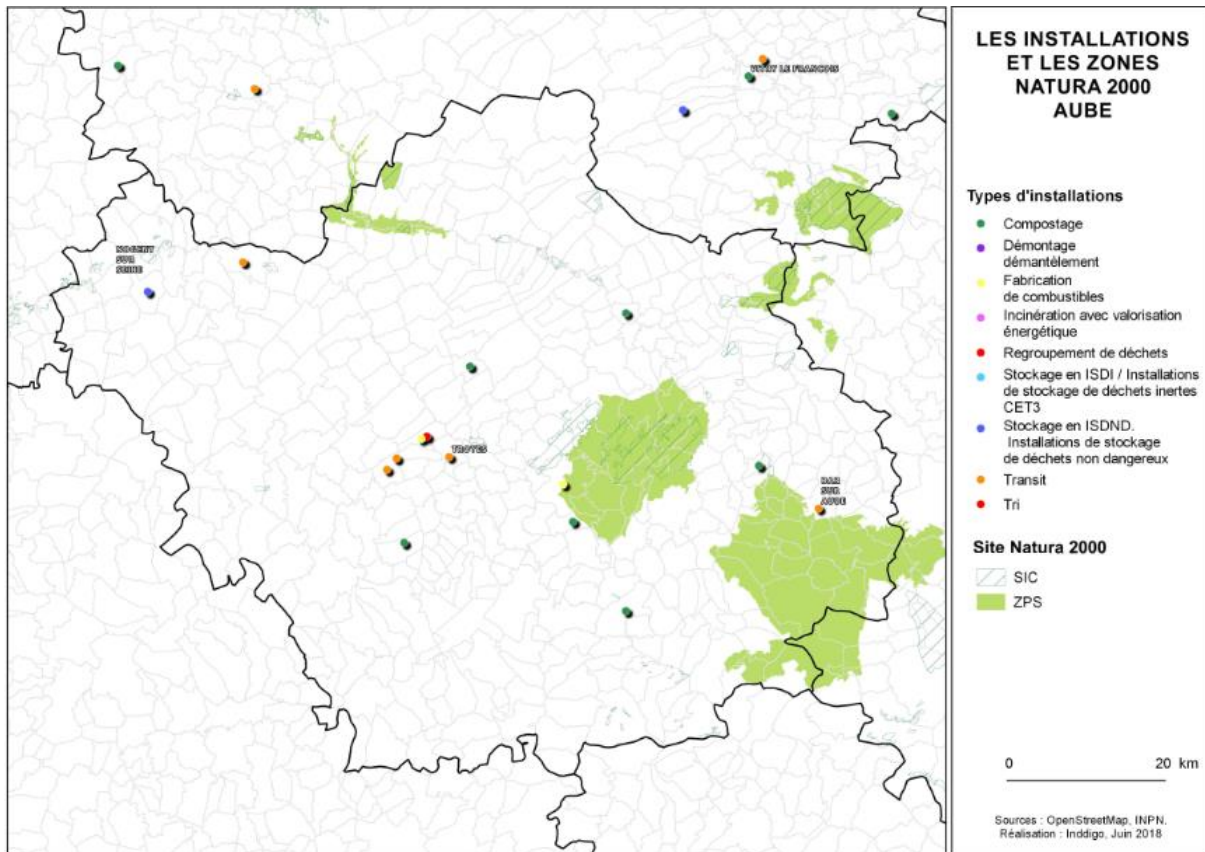 LES INSTALLATIONS
ET LES ZONES
NATURA 2000
AUBE
VITRY LE FRANCOIS
NOGENT
SUR
SEINE
TROYES
BAR
SUR
AUBE
Types d'installations
Compostage
Démontage
démantèlement
Fabrication
de combustibles
Incinération avec valorisation
énergétique
Regroupement de déchets
Stockage en ISDI / Installations
de stockage de déchets inertes
CET3
Stockage en ISDND.
Installations de stockage
de déchets non dangereux
Transit
Tri
Site Natura 2000
SIC
ZPS
0 20 km
Sources : OpenStreetMap, INPN.
Réalisation : Inddigo, Juin 2018